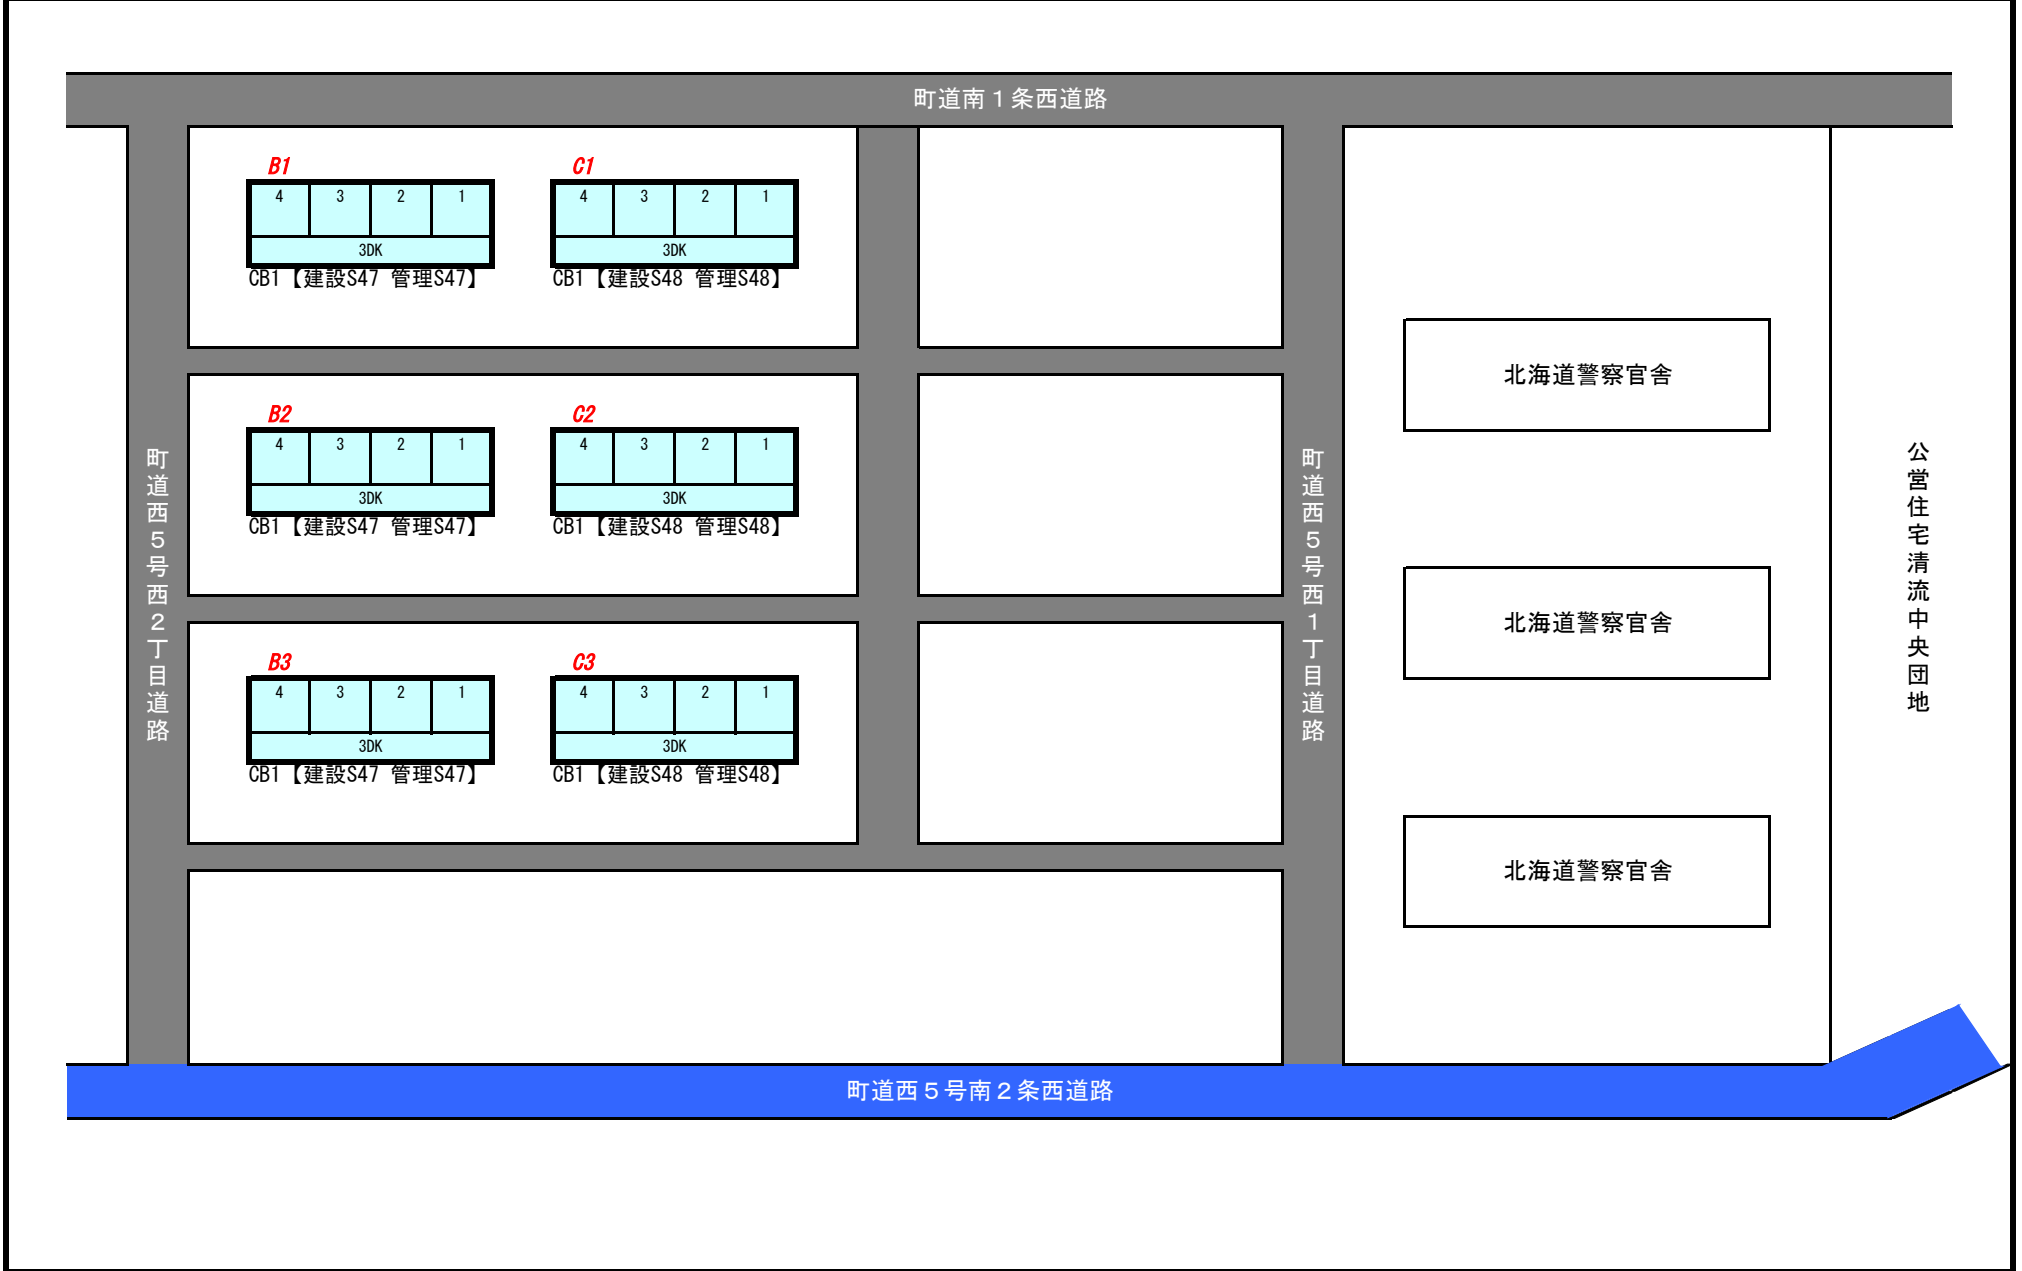 町道南１条西道路
B1
C1
4 3 2 1
4 3 2 1
3DK
3DK
CB1【建設S47 管理S47】
CB1【建設S48 管理S48】
北海道警察官舎
B2
C2
4 3 2 1
4 3 2 1
3DK
3DK
CB1【建設S47 管理S47】
CB1【建設S48 管理S48】
町道西５号西２丁目道路
町道西５号西１丁目道路
公営住宅清流中央団地
北海道警察官舎
B3
C3
4 3 2 1
4 3 2 1
3DK
3DK
CB1【建設S47 管理S47】
CB1【建設S48 管理S48】
北海道警察官舎
町道西５号南２条西道路